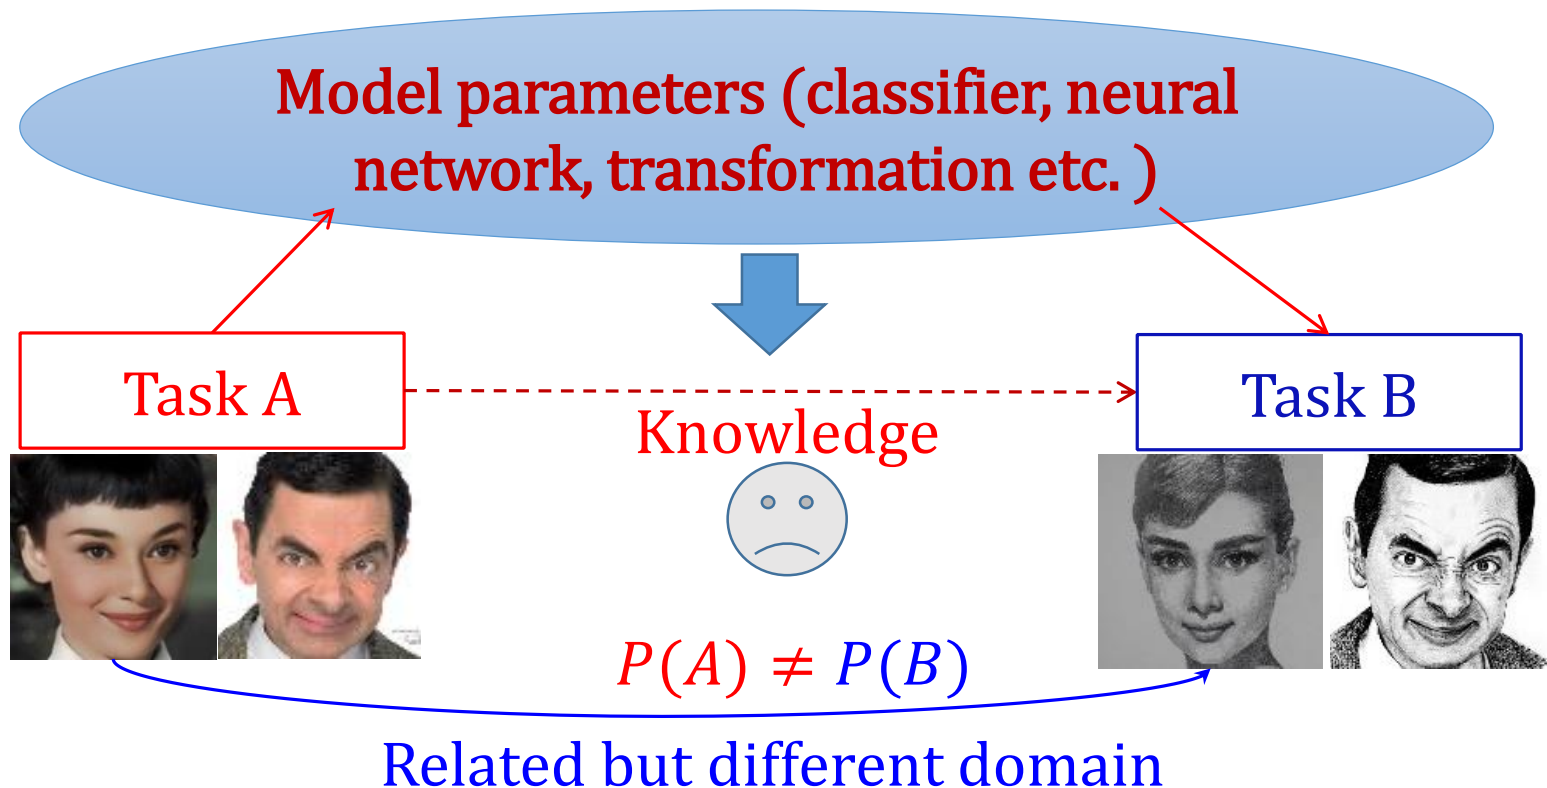 Model parameters (classifier, neural
network, transformation etc. )
Task A
Task B
Knowledge
P(A) ≠ P(B)
Related but different domain